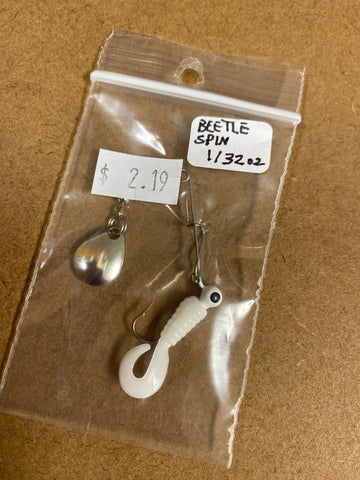 BEETLE
SPIN
1/32oz
$ 2.19